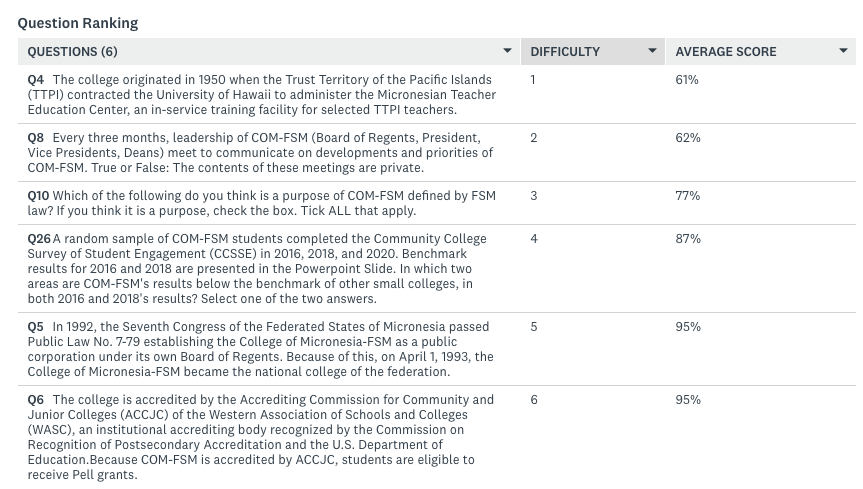 Question Ranking
QUESTIONS (6) DIFFICULTY AVERAGE SCORE
Q4 The college originated in 1950 when the Trust Territory of the Pacific Islands 1 61%
(TTPI) contracted the University of Hawaii to administer the Micronesian Teacher
Education Center, an in-service training facility for selected TTPI teachers.
Q8 Every three months, leadership of COM-FSM (Board of Regents, President, 2 62%
Vice Presidents, Deans) meet to communicate on developments and priorities of
COM-FSM. True or False: The contents of these meetings are private.
Q10 Which of the following do you think is a purpose of COM-FSM defined by FSM 3 77%
law? If you think it is a purpose, check the box. Tick ALL that apply.
Q26 A random sample of COM-FSM students completed the Community College 4 87%
Survey of Student Engagement (CCSSE) in 2016, 2018, and 2020. Benchmark
results for 2016 and 2018 are presented in the Powerpoint Slide. In which two
areas are COM-FSM's results below the benchmark of other small colleges, in
both 2016 and 2018's results? Select one of the two answers.
Q5 In 1992, the Seventh Congress of the Federated States of Micronesia passed 5 95%
Public Law No. 7-79 establishing the College of Micronesia-FSM as a public
corporation under its own Board of Regents. Because of this, on April 1, 1993, the
College of Micronesia-FSM became the national college of the federation.
Q6 The college is accredited by the Accrediting Commission for Community and 6 95%
Junior Colleges (ACCJC) of the Western Association of Schools and Colleges
(WASC), an institutional accrediting body recognized by the Commission on
Recognition of Postsecondary Accreditation and the U.S. Department of
Education.Because COM-FSM is accredited by ACCJC, students are eligible to
receive Pell grants.